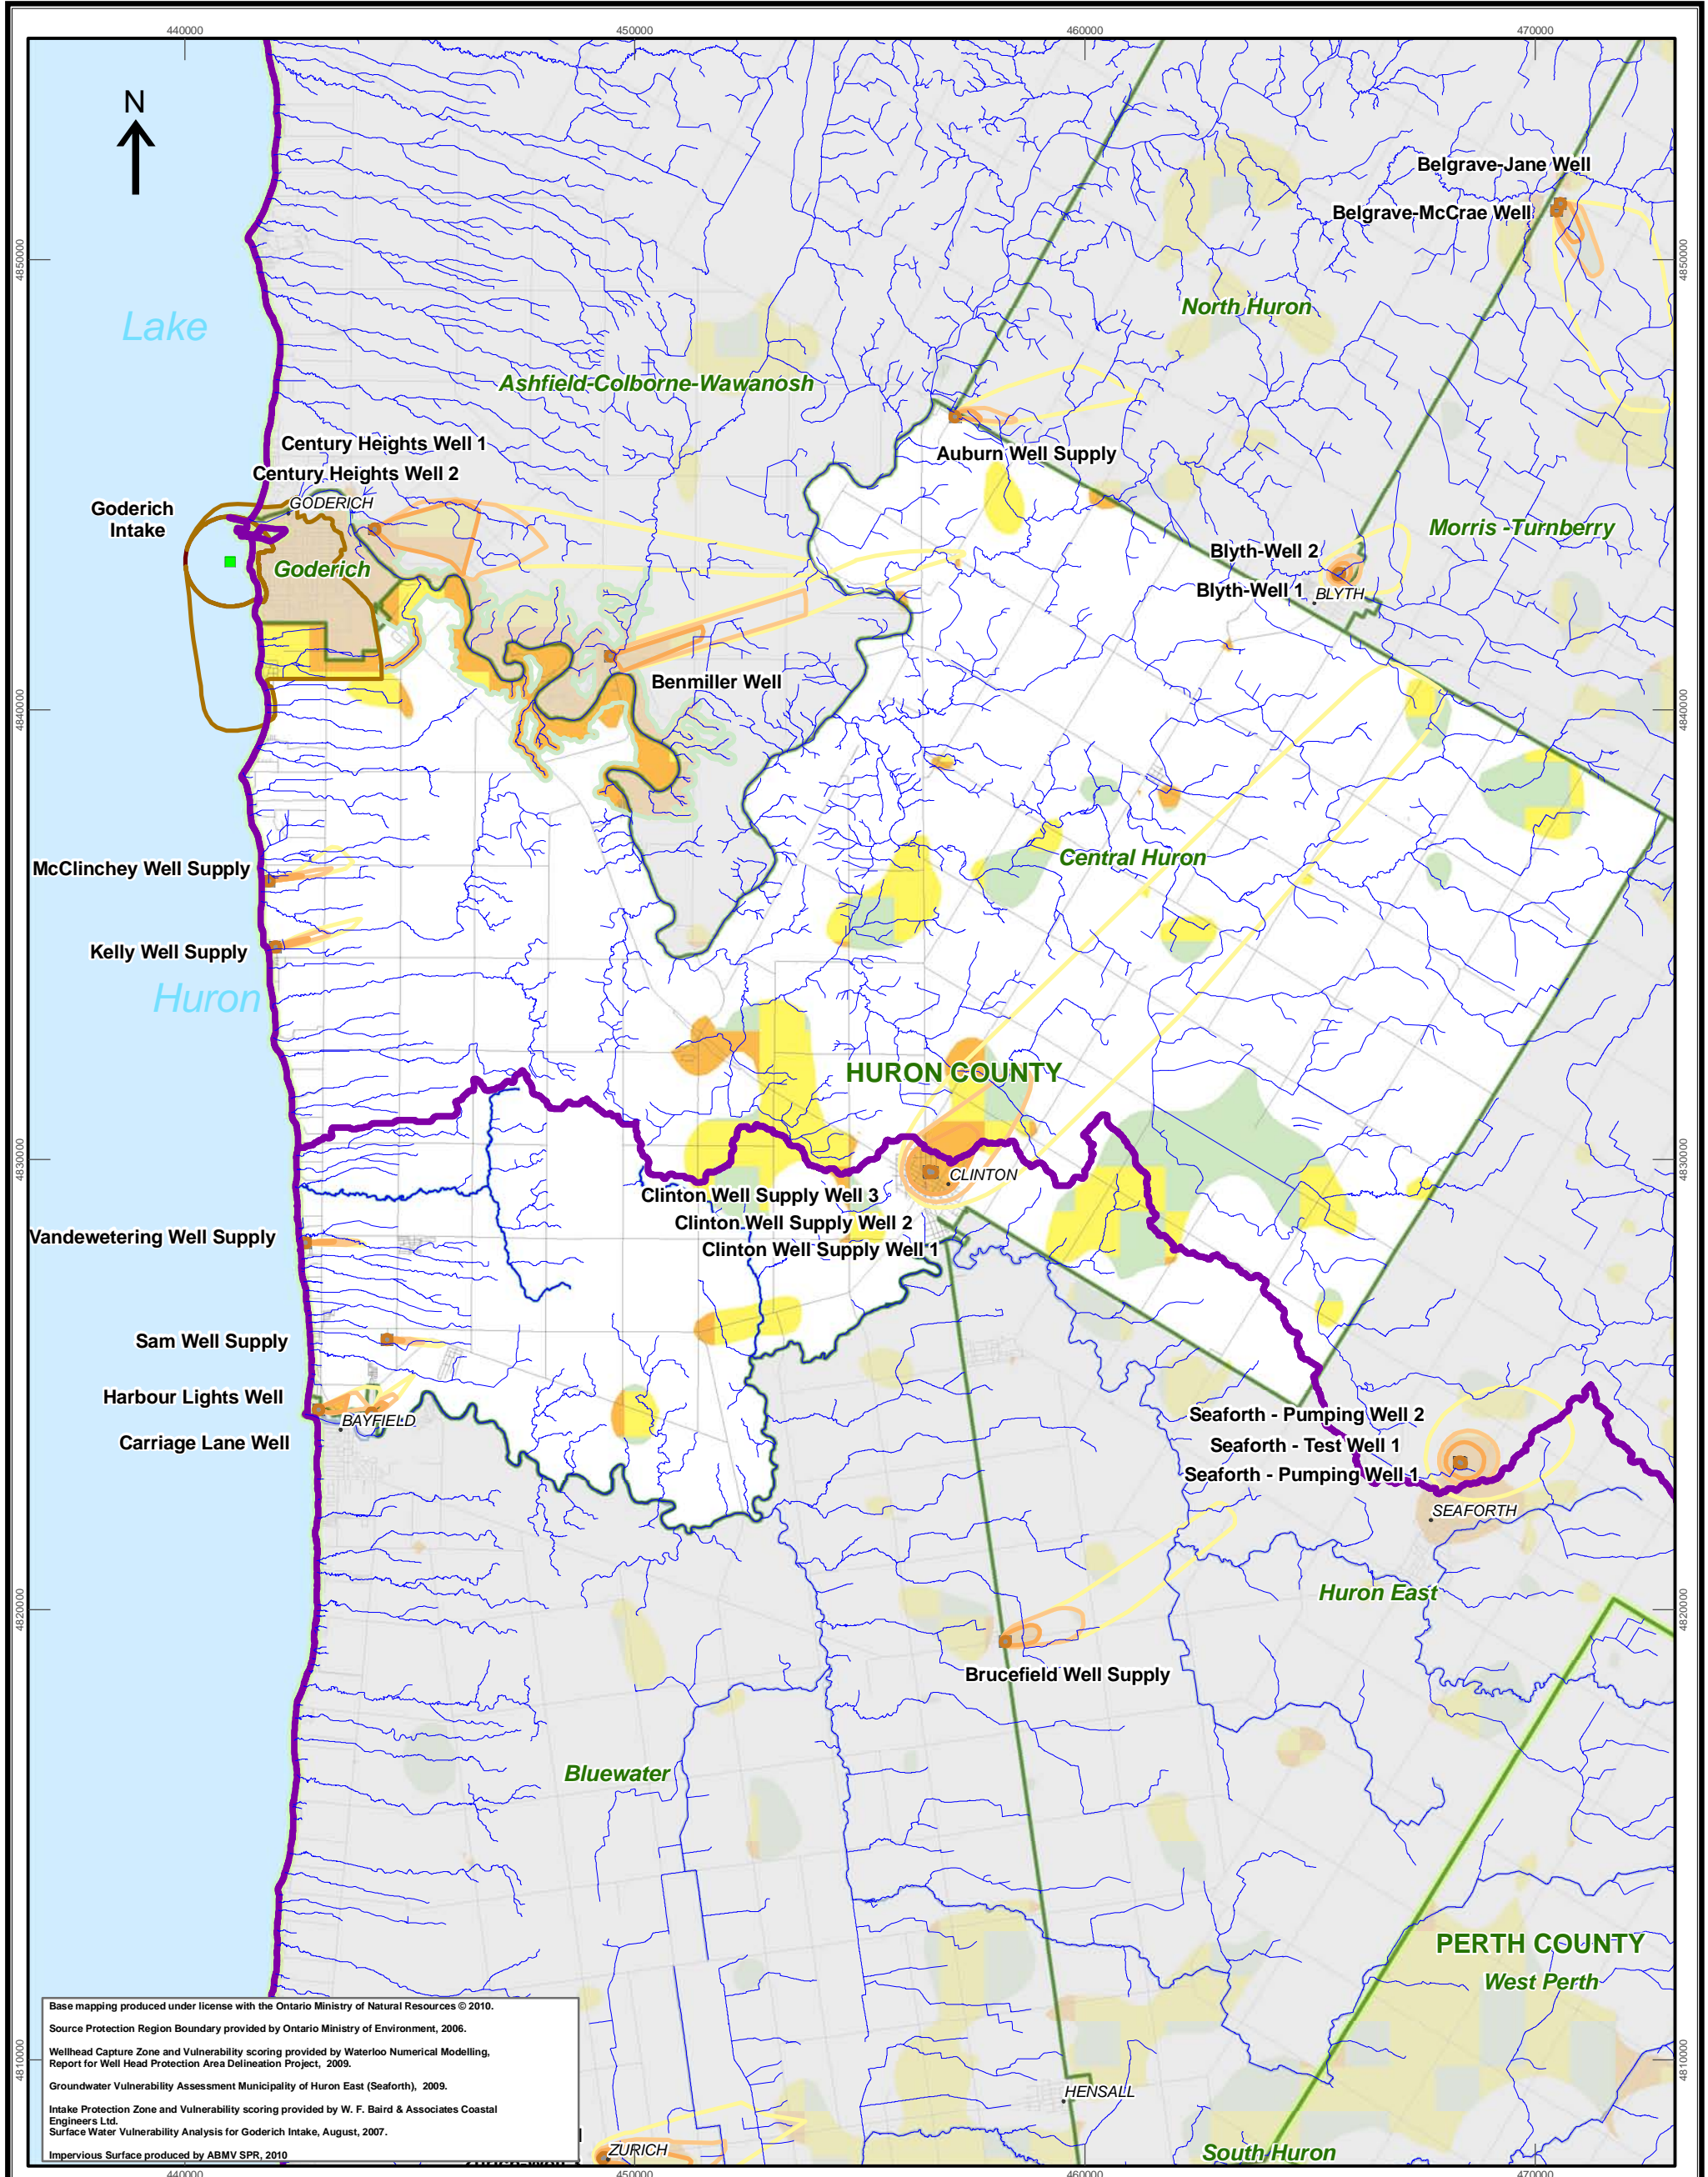 440000
450000
460000
470000
N
Belgrave-Jane Well
Belgrave-McCrae Well
4850000
4850000
North Huron
Lake
Ashfield-Colborne-Wawanosh
Century Heights Well 1
Auburn Well Supply
Century Heights Well 2
GODERICH
Goderich
Intake
Morris -Turnberry
Blyth-Well 2
Goderich
Blyth-Well 1
BLYTH
Benmiller Well
4840000
4840000
Central Huron
McClinchey Well Supply
Kelly Well Supply
Huron
HURON COUNTY
4830000
4830000
CLINTON
Clinton Well Supply Well 3
Clinton Well Supply Well 2
Vandewetering Well Supply
Clinton Well Supply Well 1
Sam Well Supply
Harbour Lights Well
BAYFIELD
Seaforth - Pumping Well 2
Carriage Lane Well
Seaforth - Test Well 1
Seaforth - Pumping Well 1
SEAFORTH
Huron East
4820000
4820000
Brucefield Well Supply
Bluewater
PERTH COUNTY
West Perth
Base mapping produced under license with the Ontario Ministry of Natural Resources © 2010.
Source Protection Region Boundary provided by Ontario Ministry of Environment, 2006.
Wellhead Capture Zone and Vulnerability scoring provided by Waterloo Numerical Modelling,
Report for Well Head Protection Area Delineation Project, 2009.
Groundwater Vulnerability Assessment Municipality of Huron East (Seaforth), 2009.
Intake Protection Zone and Vulnerability scoring provided by W. F. Baird & Associates Coastal
Engineers Ltd.
Surface Water Vulnerability Analysis for Goderich Intake, August, 2007.
Impervious Surface produced by ABMV SPR, 2010
4810000
4810000
HENSALL
ZURICH
South Huron
440000
450000
460000
470000